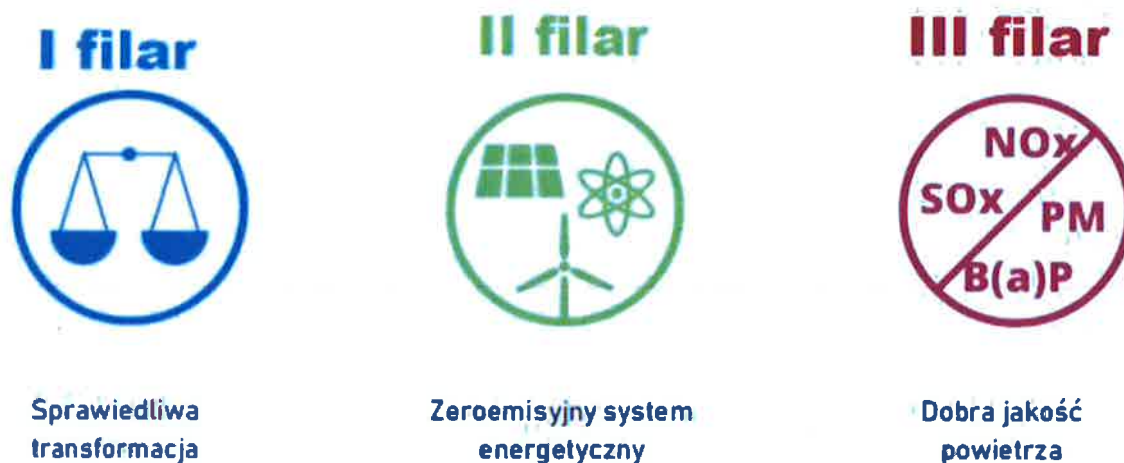 I filar
II filar
III filar
NOx
SOx
PM
B(a)P
Sprawiedliwa
transformacja
Zeroemisyjny system
energetyczny
Dobra jakość
powietrza